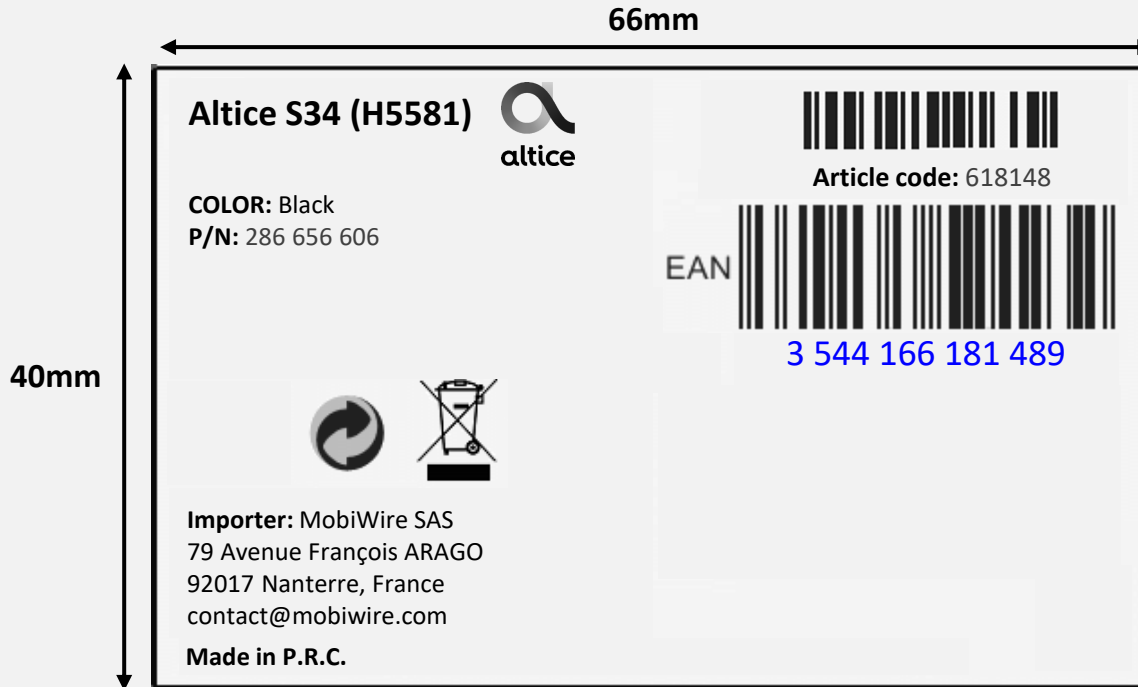 66mm
40mm
Altice S34 (H5581)
altice
COLOR: Black
P/N: 286 656 606
Article code: 618148
EAN
3 544 166 181 489
Importer: MobiWire SAS
79 Avenue François ARAGO
92017 Nanterre, France
contact@mobiwire.com
Made in P.R.C.